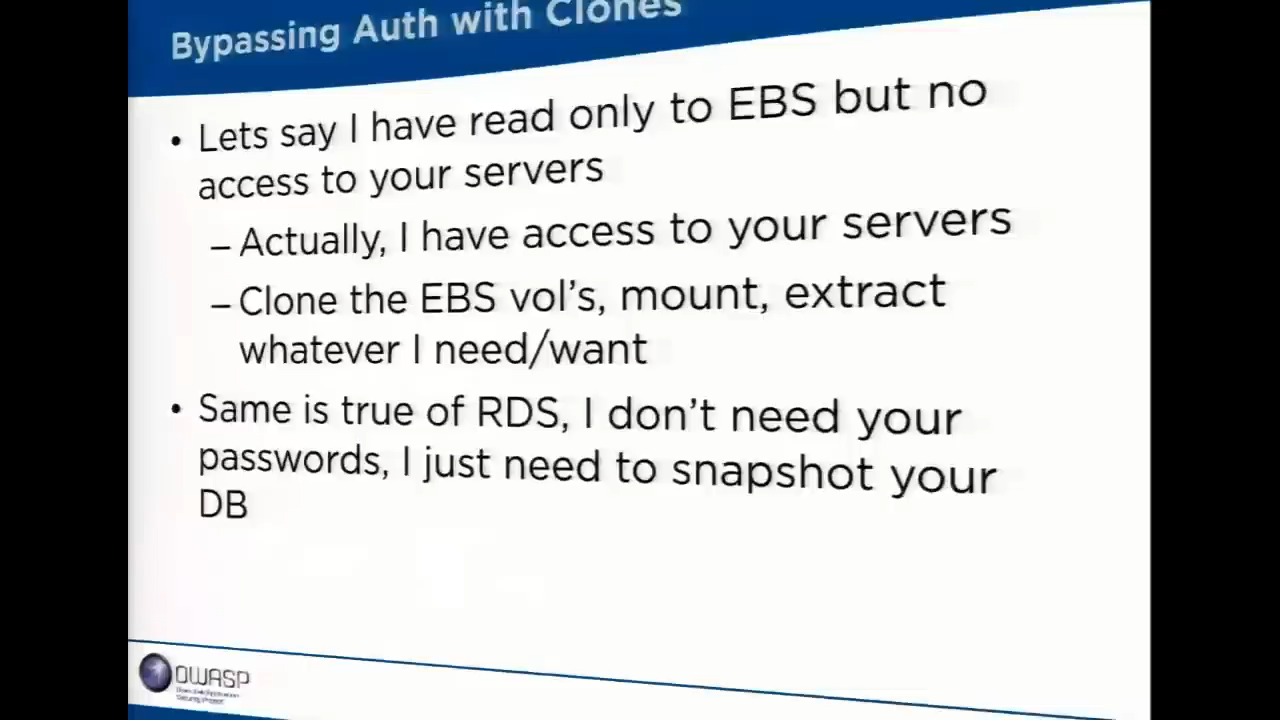 Bypassing Auth with Clones
• Lets say I have read only to EBS but no
access to your servers
– Actually, I have access to your servers
– Clone the EBS vol's, mount, extract
whatever I need/want
• Same is true of RDS, I don't need your
passwords, I just need to snapshot your
DB
OWASP